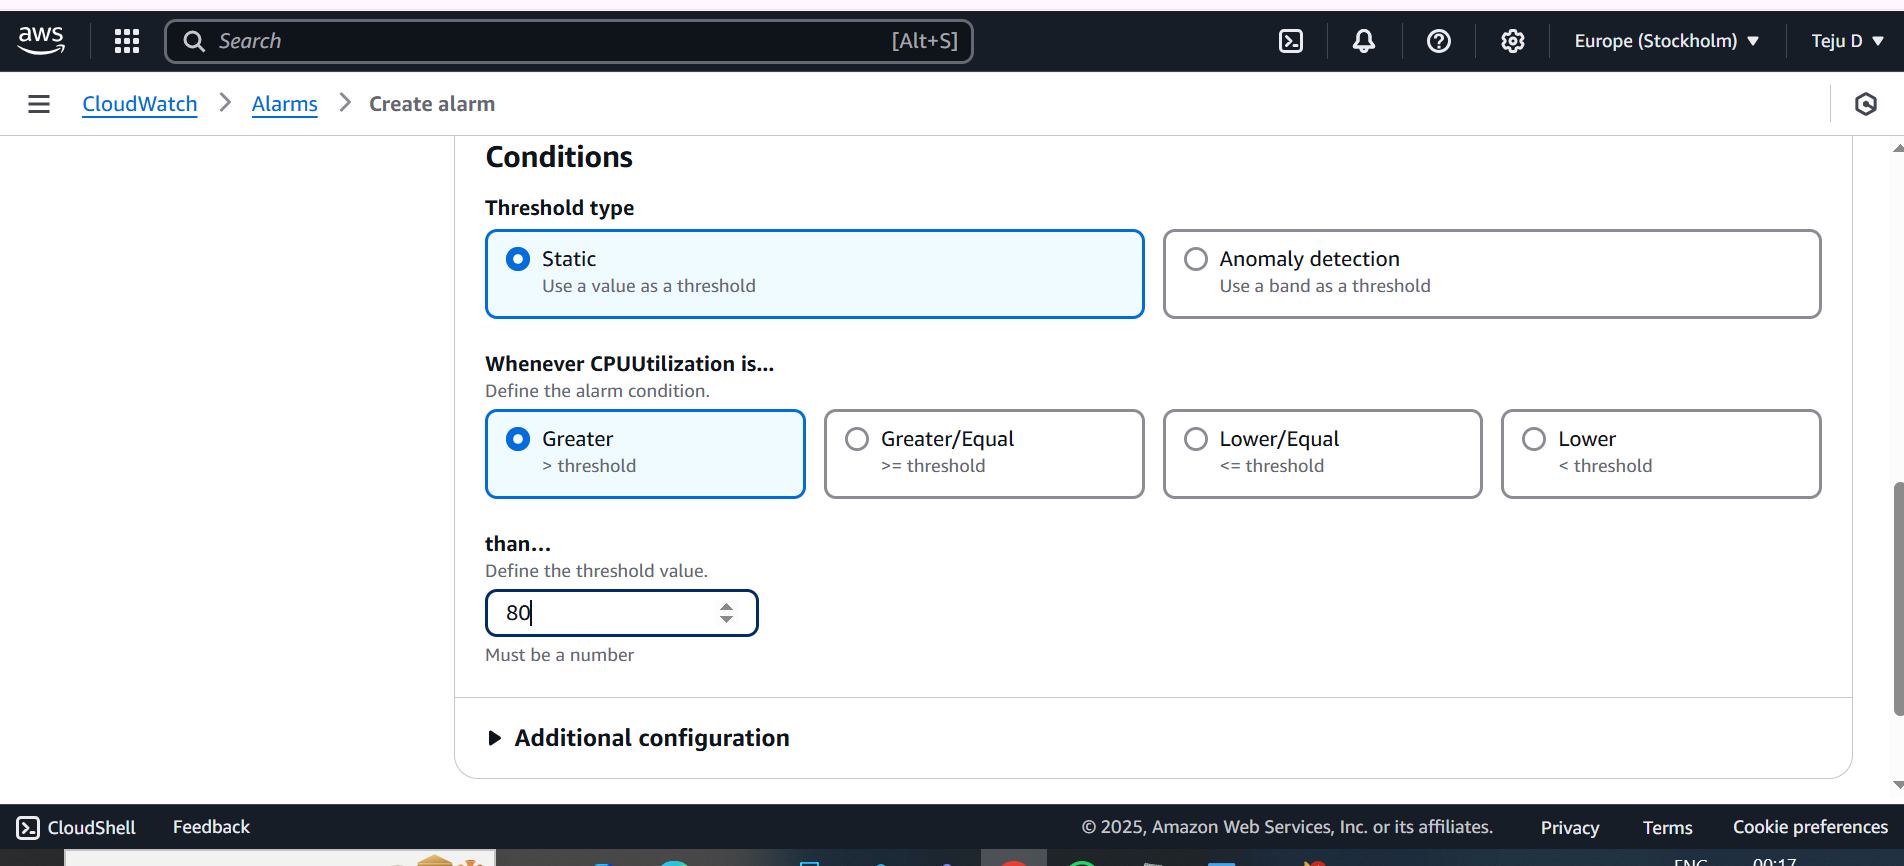 aws
Search [Alt+S]
Europe (Stockholm)
Teju D
CloudWatch
Alarms
Create alarm
Conditions
Threshold type
Static
Use a value as a threshold
Anomaly detection
Use a band as a threshold
Whenever CPUUtilization is...
Define the alarm condition.
Greater
> threshold
Greater/Equal
>= threshold
Lower/Equal
<= threshold
Lower
< threshold
than...
Define the threshold value.
80
Must be a number
Additional configuration
CloudShell
Feedback
© 2025, Amazon Web Services, Inc. or its affiliates.
Privacy
Terms
Cookie preferences
ENG
00:17